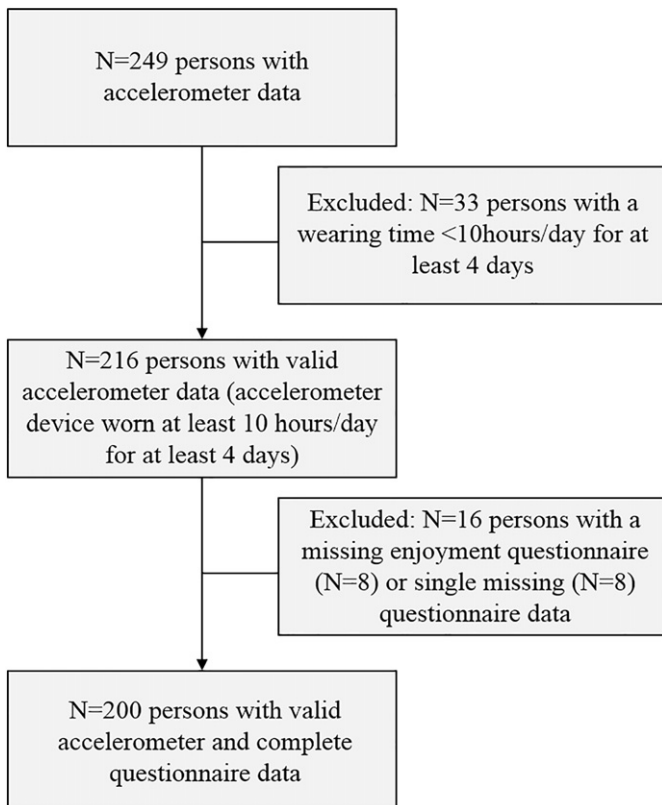 N=249 persons with
accelerometer data
Excluded: N=33 persons with a
wearing time <10hours/day for at
least 4 days
N=216 persons with valid
accelerometer data (accelerometer
device worn at least 10 hours/day
for at least 4 days)
Excluded: N=16 persons with a
missing enjoyment questionnaire
(N=8) or single missing (N=8)
questionnaire data
N=200 persons with valid
accelerometer and complete
questionnaire data